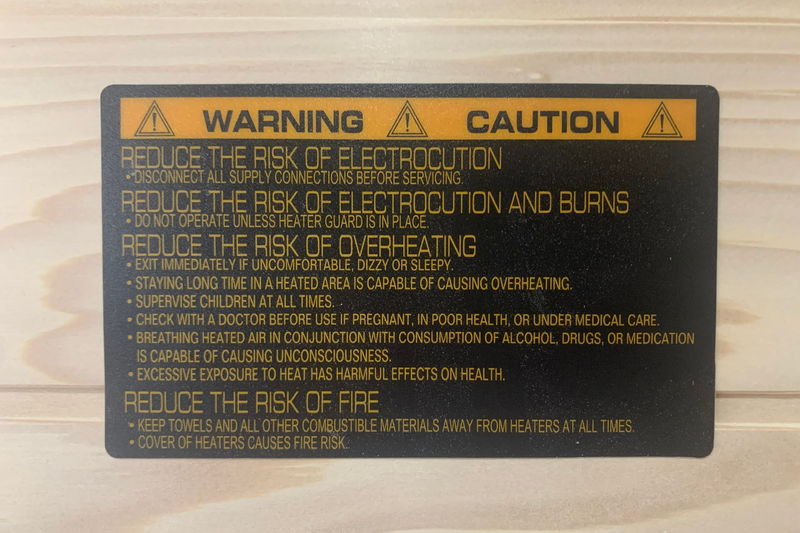 WARNING CAUTION
REDUCE THE RISK OF ELECTROCUTION
• DISCONNECT ALL SUPPLY CONNECTIONS BEFORE SERVICING.
REDUCE THE RISK OF ELECTROCUTION AND BURNS
• DO NOT OPERATE UNLESS HEATER GUARD IS IN PLACE.
REDUCE THE RISK OF OVERHEATING
• EXIT IMMEDIATELY IF UNCOMFORTABLE, DIZZY OR SLEEPY.
• STAYING LONG TIME IN A HEATED AREA IS CAPABLE OF CAUSING OVERHEATING.
• SUPERVISE CHILDREN AT ALL TIMES.
• CHECK WITH A DOCTOR BEFORE USE IF PREGNANT, IN POOR HEALTH, OR UNDER MEDICAL CARE.
• BREATHING HEATED AIR IN CONJUNCTION WITH CONSUMPTION OF ALCOHOL, DRUGS, OR MEDICATION
IS CAPABLE OF CAUSING UNCONSCIOUSNESS.
• EXCESSIVE EXPOSURE TO HEAT HAS HARMFUL EFFECTS ON HEALTH.
REDUCE THE RISK OF FIRE
• KEEP TOWELS AND ALL OTHER COMBUSTIBLE MATERIALS AWAY FROM HEATERS AT ALL TIMES.
• COVER OF HEATERS CAUSES FIRE RISK.